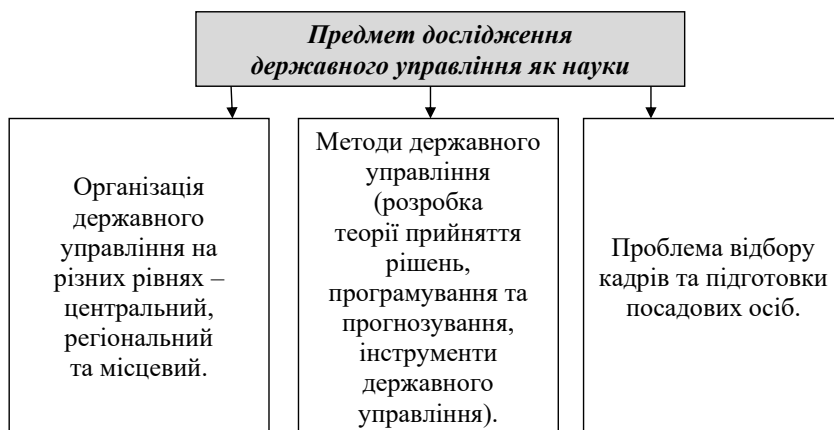 Предмет дослідження
державного управління як науки
Організація
державного
управління на
різних рівнях –
центральний,
регіональний
та місцевий.
Методи державного
управління
(розробка
теорії прийняття
рішень,
програмування та
прогнозування,
інструменти
державного
управління).
Проблема відбору
кадрів та підготовки
посадових осіб.